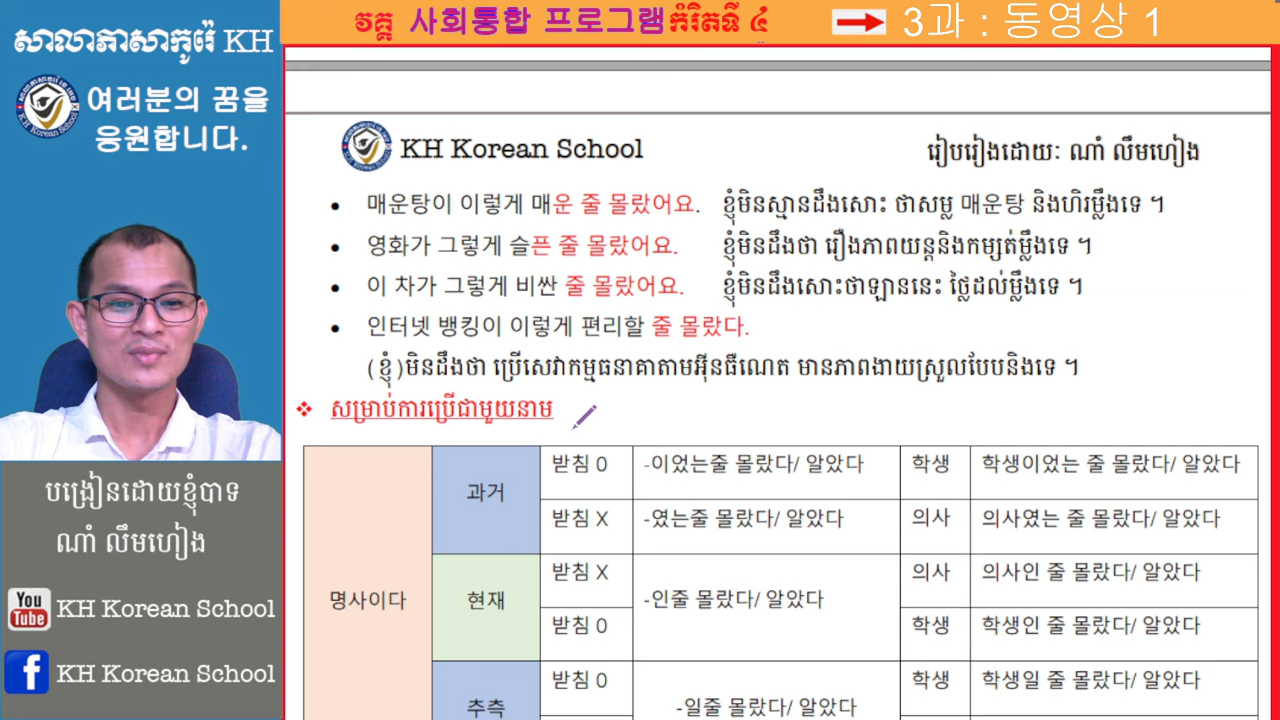 សាលាភាសាកូរ៉េ KH
여러분의 꿈을
응원합니다.
បង្រៀនដោយខ្ញុំបាទ
ណាំ លឹមហៀង
You Tube KH Korean School
f KH Korean School
វគ្គ 사회통합 프로그램កំរិតទី ៤
3과 : 동영상 1
KH Korean School
រៀបរៀងដោយ: ណាំ លឹមហៀង
• 매운탕이 이렇게 매운 줄 몰랐어요. ខ្ញុំមិនស្មានដឹងសោះ ថាសម្ល 매운탕 និងហិរម្លឹងទេ ។
• 영화가 그렇게 슬픈 줄 몰랐어요. ខ្ញុំមិនដឹងថា រឿងភាពយន្តនិងកម្សត់ម្លឹងទេ ។
• 이 차가 그렇게 비싼 줄 몰랐어요. ខ្ញុំមិនដឹងសោះថាឡាននេះ ថ្លៃដល់ម្លឹងទេ ។
• 인터넷 뱅킹이 이렇게 편리할 줄 몰랐다.
(ខ្ញុំ)មិនដឹងថា ប្រើសេវាកម្មធនាគាតាមអ៊ីនធឺណេត មានភាពងាយស្រួលបែបនិងទេ ។
❖ សម្រាប់ការប្រើជាមួយនាម
명사이다
과거
받침 0 -이었는줄 몰랐다/ 알았다 학생 학생이었는 줄 몰랐다/ 알았다
받침 X -였는줄 몰랐다/ 알았다 의사 의사였는 줄 몰랐다/ 알았다
현재
받침 X -인줄 몰랐다/ 알았다 의사 의사인 줄 몰랐다/ 알았다
받침 0 학생 학생인 줄 몰랐다/ 알았다
추측
받침 0 -일줄 몰랐다/ 알았다 학생 학생일 줄 몰랐다/ 알았다